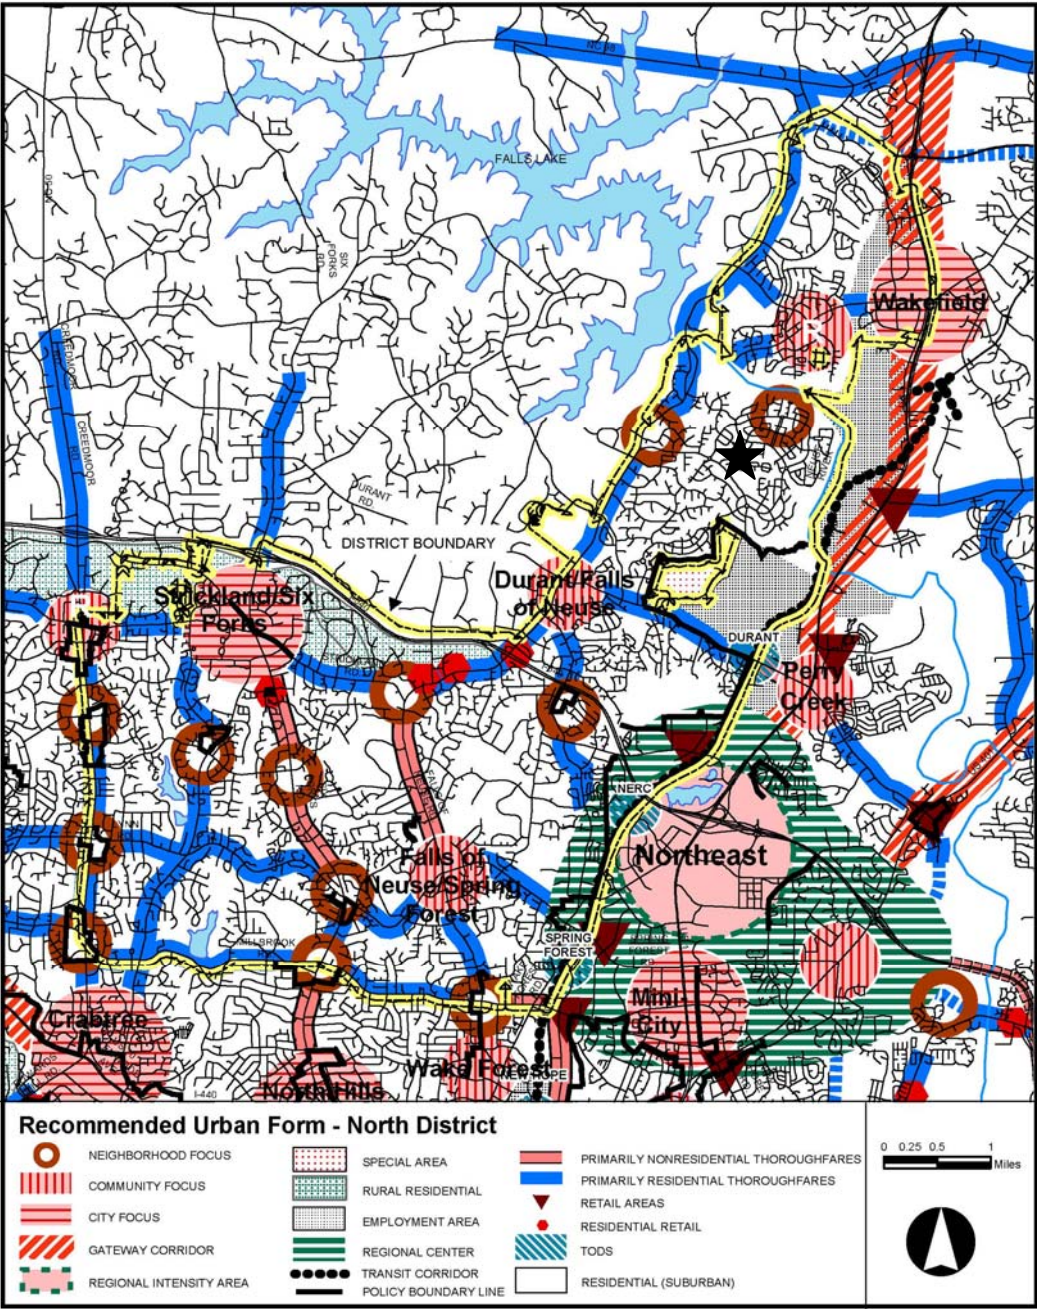 NC 98
FALLS LAKE
SIX
FORKS
RD.
Wakefield
R
CREEDMOOR
CREEDMOOR
RD
DURANT
RD
DISTRICT BOUNDARY
Durant/Falls
of Neuse
Strickland/Six
Forks
DURANT
Perry
Creek
NERC
Northeast
Falls of
Neuse/Spring
Forest
SPRING
FOREST
MILLBROOK
Mini-
City
Crabtree
North Hills
Wake Forest
I-440
Recommended Urban Form - North District
NEIGHBORHOOD FOCUS
COMMUNITY FOCUS
CITY FOCUS
GATEWAY CORRIDOR
REGIONAL INTENSITY AREA
SPECIAL AREA
RURAL RESIDENTIAL
EMPLOYMENT AREA
REGIONAL CENTER
TRANSIT CORRIDOR
POLICY BOUNDARY LINE
PRIMARILY NONRESIDENTIAL THOROUGHFARES
PRIMARILY RESIDENTIAL THOROUGHFARES
RETAIL AREAS
RESIDENTIAL RETAIL
TODS
RESIDENTIAL (SUBURBAN)
0 0.25 0.5 1
Miles